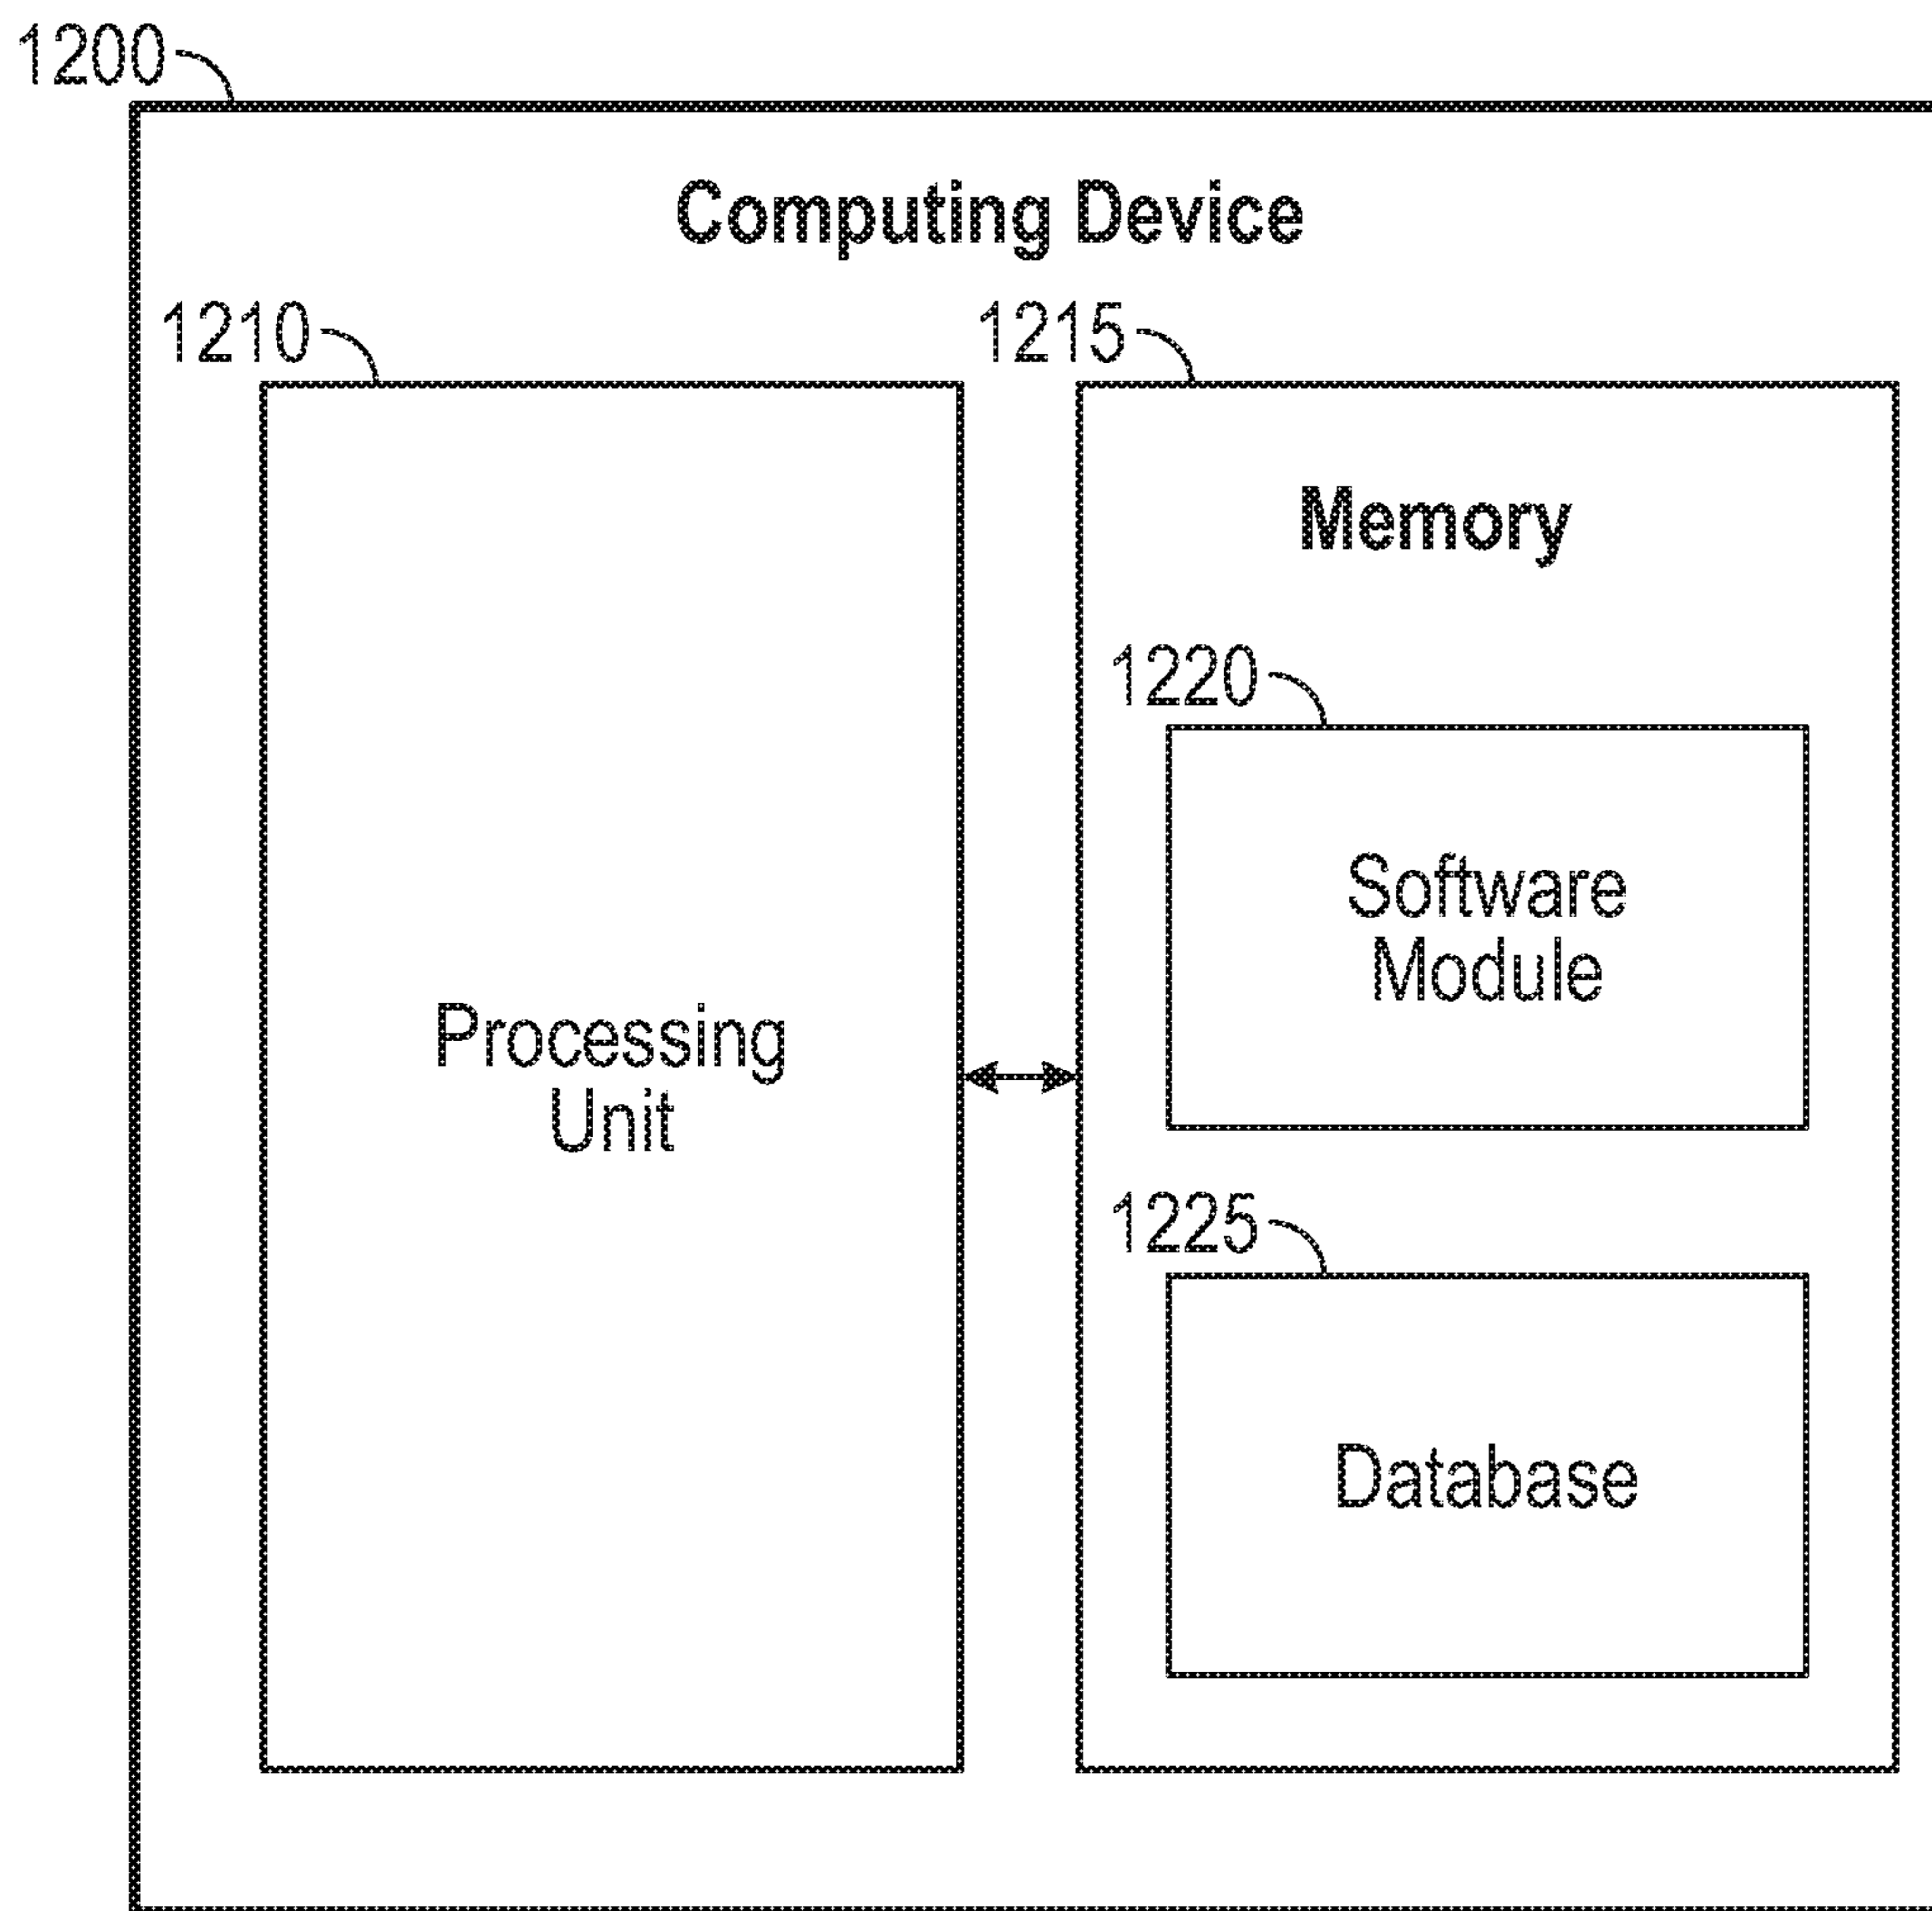 1200
Computing Device
1210
1215
Memory
1220
Software
Module
Processing
Unit
1225
Database